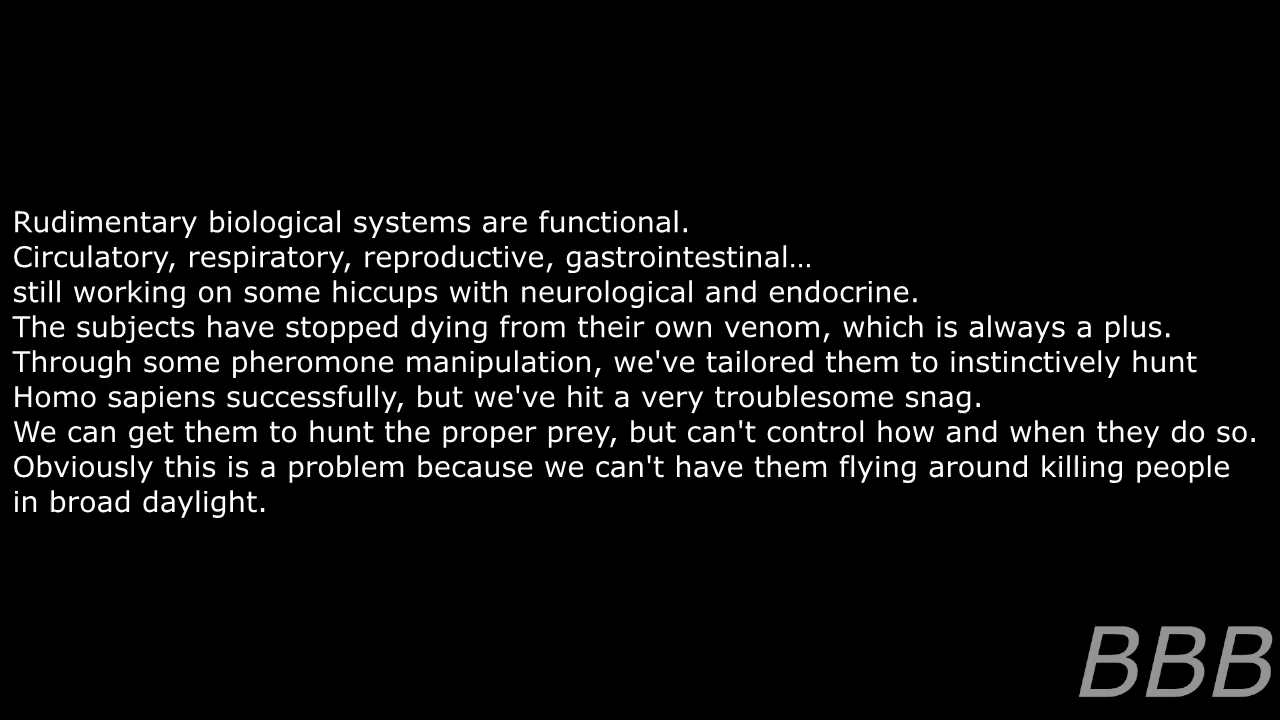 Rudimentary biological systems are functional.
Circulatory, respiratory, reproductive, gastrointestinal…
still working on some hiccups with neurological and endocrine.
The subjects have stopped dying from their own venom, which is always a plus.
Through some pheromone manipulation, we've tailored them to instinctively hunt
Homo sapiens successfully, but we've hit a very troublesome snag.
We can get them to hunt the proper prey, but can't control how and when they do so.
Obviously this is a problem because we can't have them flying around killing people
in broad daylight.
BBB